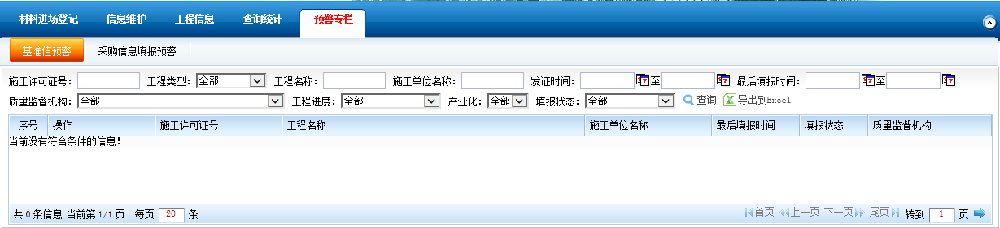 材料进场登记 信息维护 工程信息 查询统计 预警专栏
基准值预警 采购信息填报预警
施工许可证号： 工程类型： 全部 工程名称： 施工单位名称： 发证时间： 至 最后填报时间： 至
质量监督机构： 全部 工程进度： 全部 产业化： 全部 填报状态： 全部 查询 导出到Excel
序号 操作 施工许可证号 工程名称 施工单位名称 最后填报时间 填报状态 质量监督机构
当前没有符合条件的信息！
共 0 条信息 当前第 1/1 页 每页 20 条 首页 上一页 下一页 尾页 转到 1 页